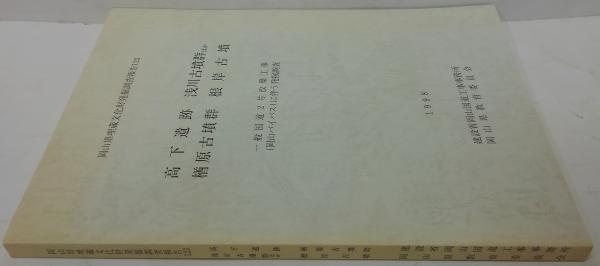 岡山県埋蔵文化財発掘調査報告123
高下遺跡 浅川古墳群ほか
楢原古墳群 根岸古墳
一般国道2号改築工事
(岡山バイパス)に伴う発掘調査
1998
建設省岡山国道工事事務所
岡山県教育委員会